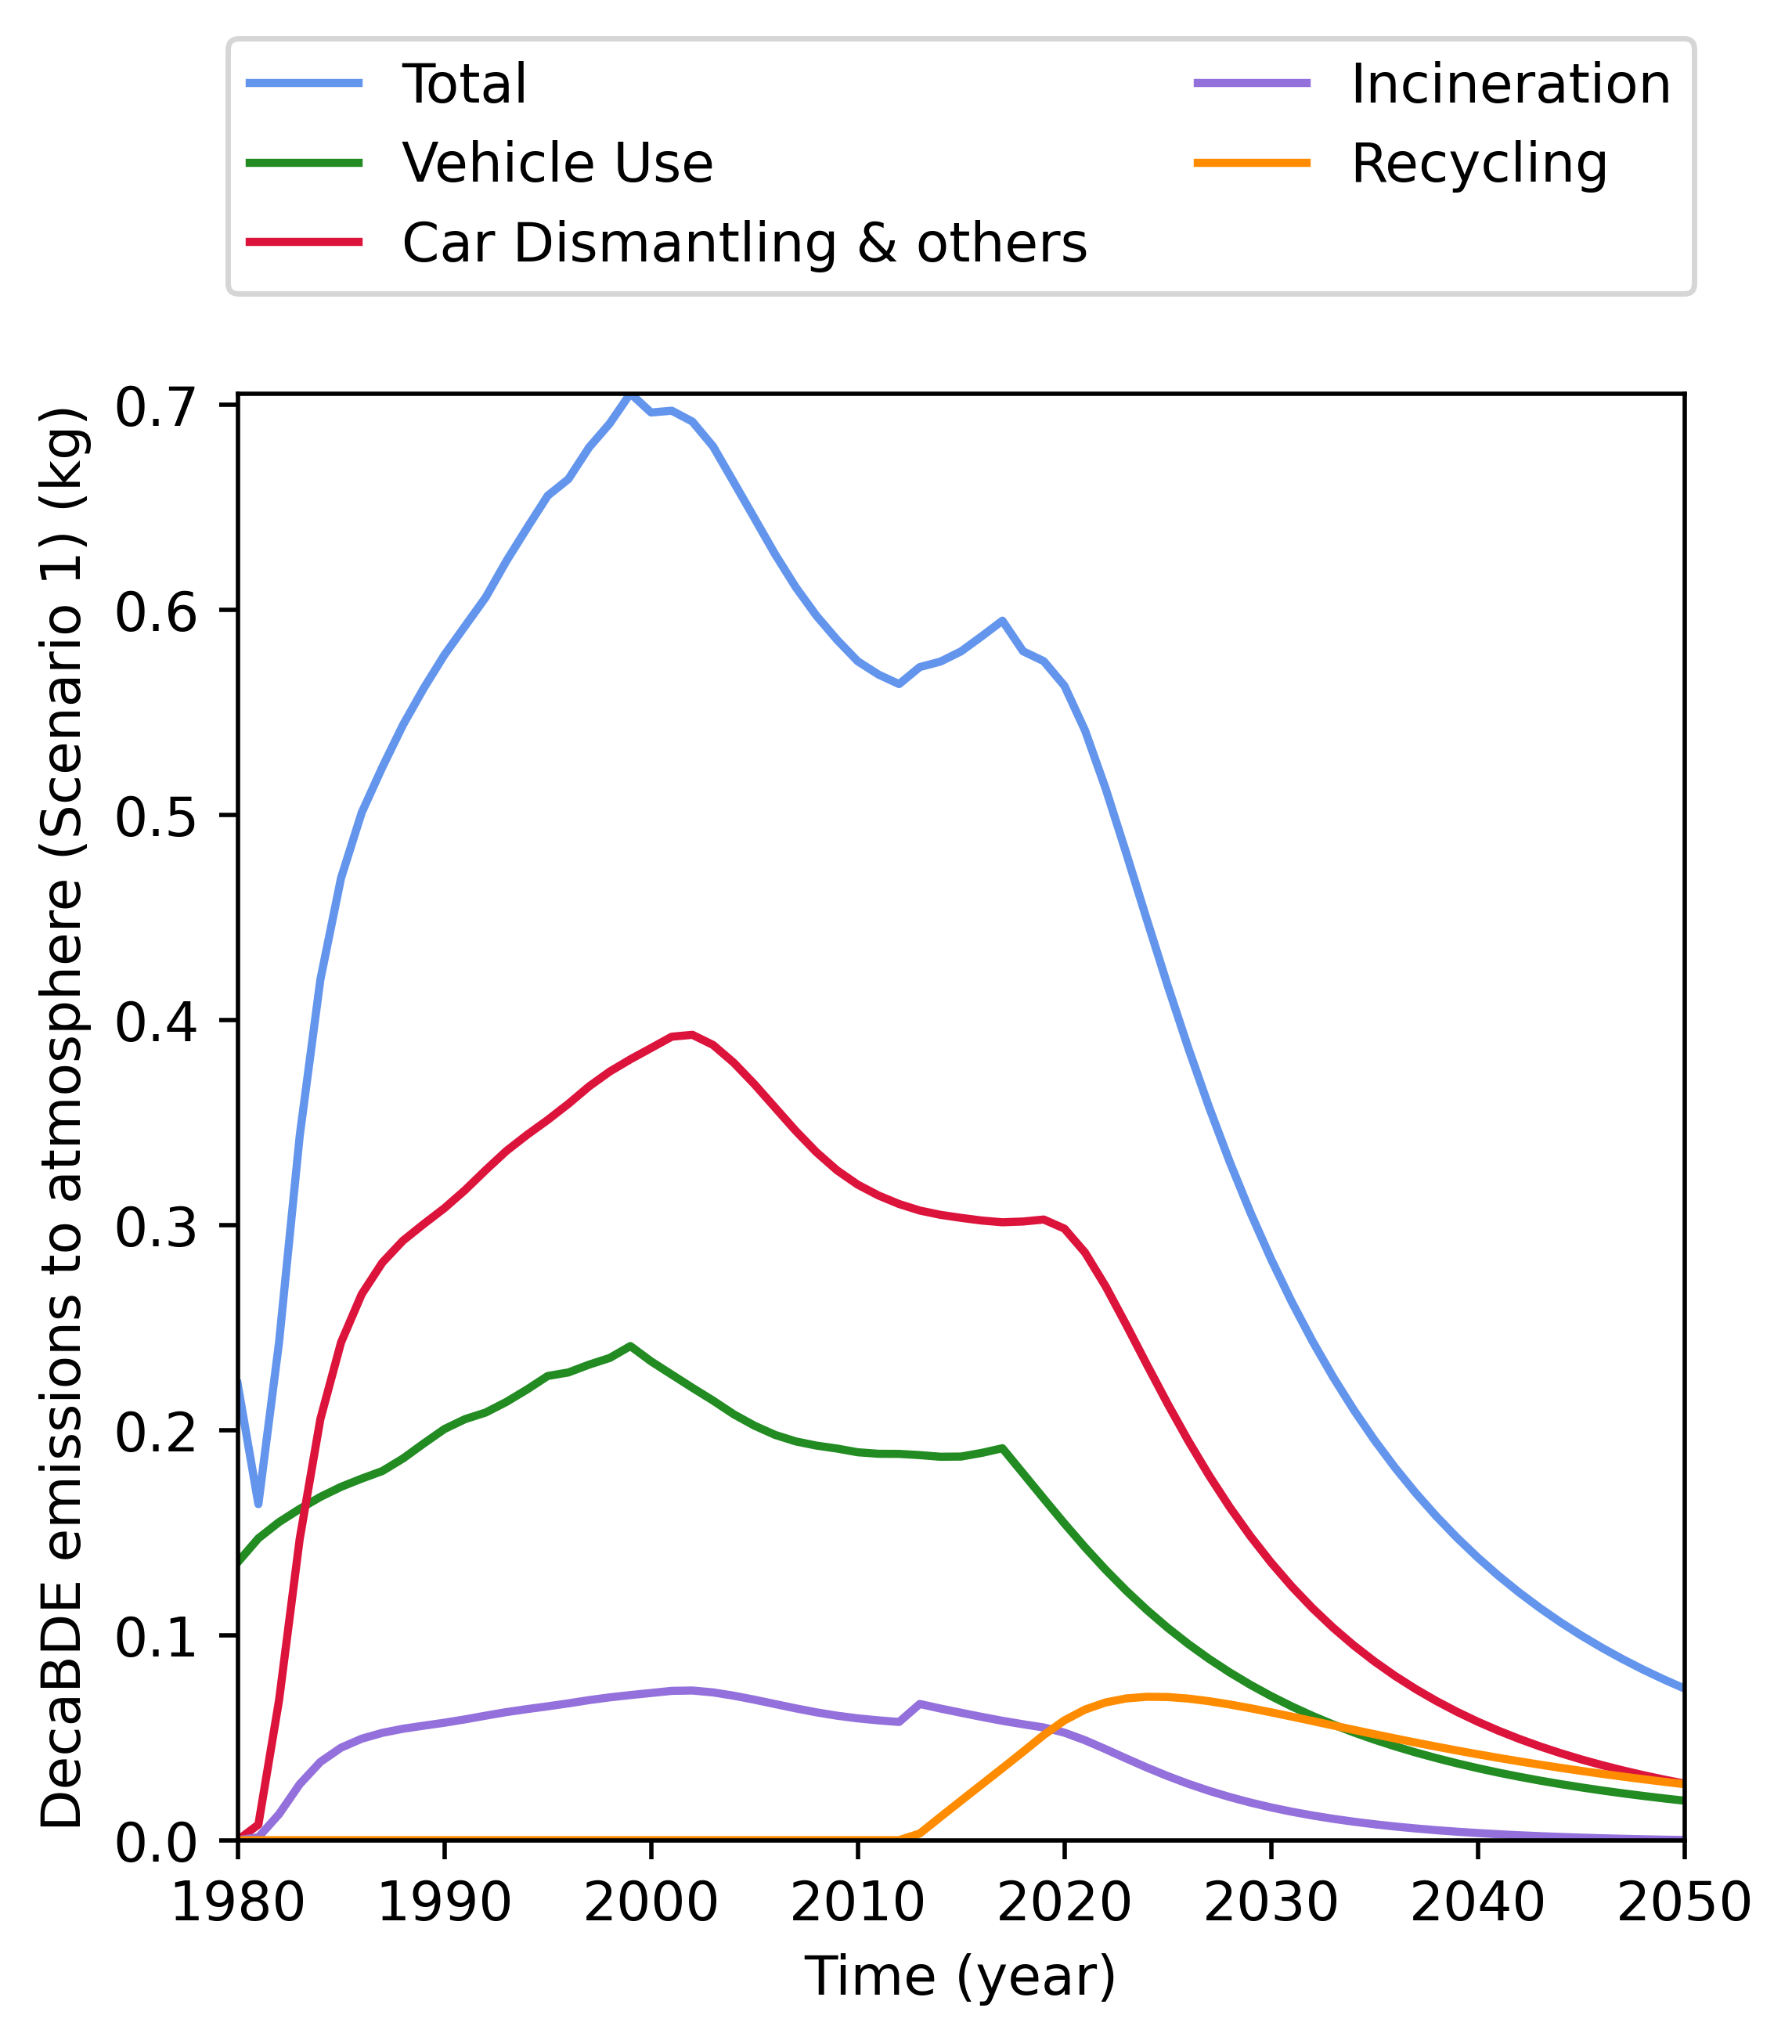 Total
Vehicle Use
Car Dismantling & others
Incineration
Recycling
DecaBDE emissions to atmosphere (Scenario 1) (kg)
0.7
0.6
0.5
0.4
0.3
0.2
0.1
0.0
1980 1990 2000 2010 2020 2030 2040 2050
Time (year)